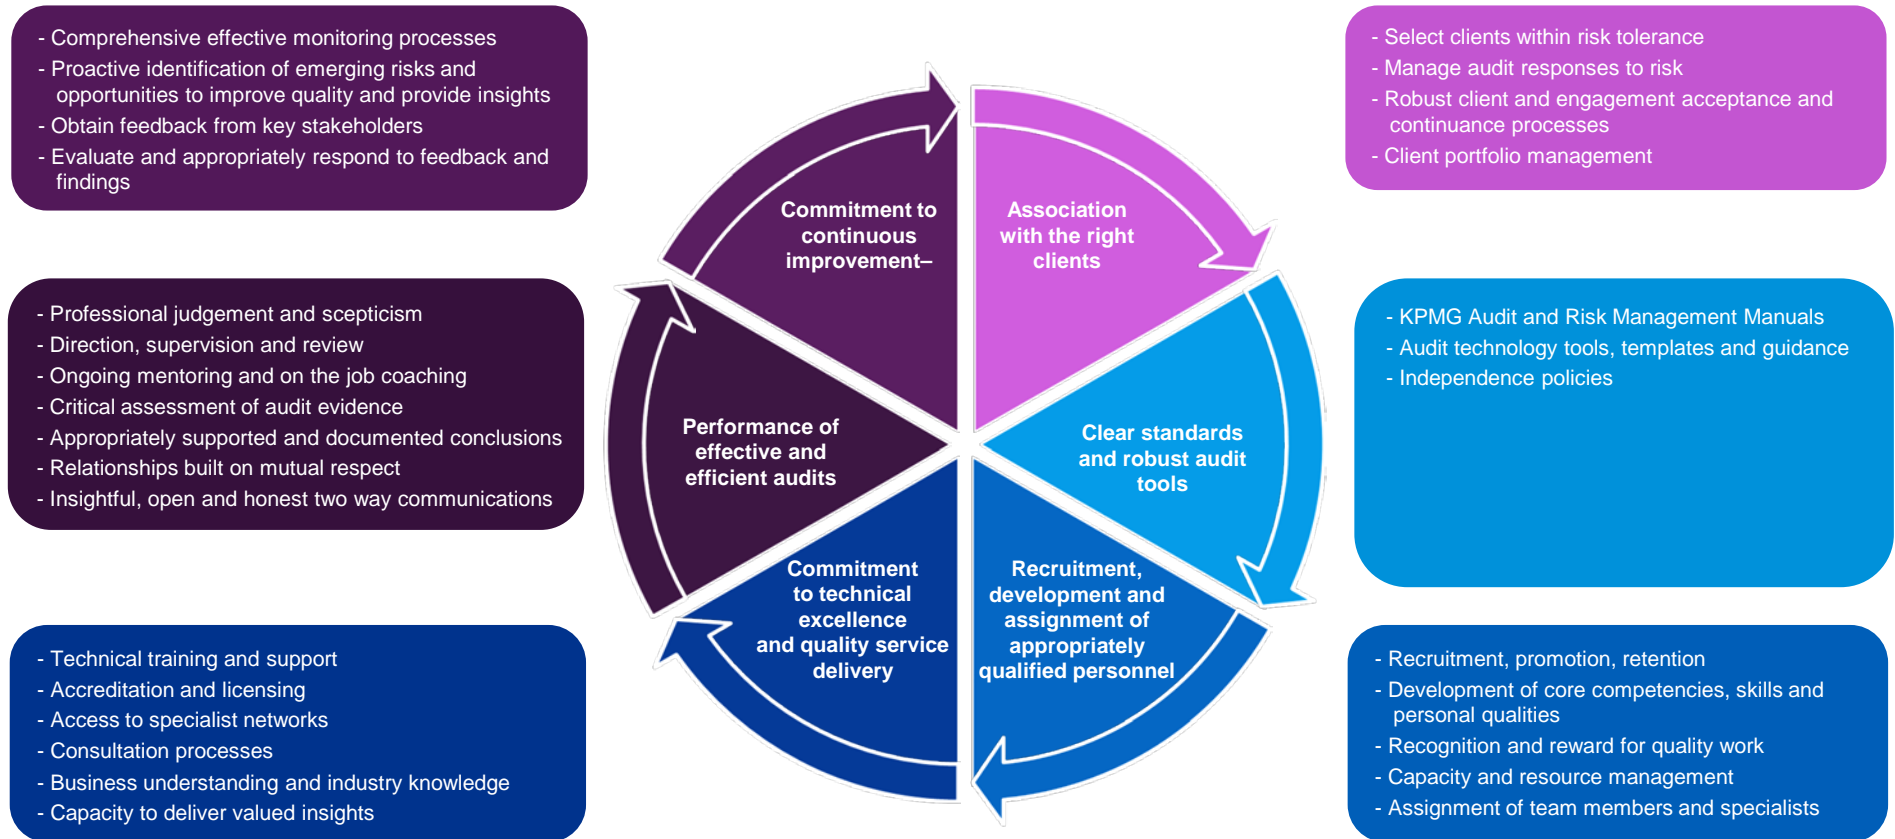 - Comprehensive effective monitoring processes
- Proactive identification of emerging risks and
opportunities to improve quality and provide insights
- Obtain feedback from key stakeholders
- Evaluate and appropriately respond to feedback and
findings
- Select clients within risk tolerance
- Manage audit responses to risk
- Robust client and engagement acceptance and
continuance processes
- Client portfolio management
Commitment to
continuous
improvement–
Association
with the right
clients
- Professional judgement and scepticism
- Direction, supervision and review
- Ongoing mentoring and on the job coaching
- Critical assessment of audit evidence
- Appropriately supported and documented conclusions
- Relationships built on mutual respect
- Insightful, open and honest two way communications
Performance of
effective and
efficient audits
Clear standards
and robust audit
tools
- KPMG Audit and Risk Management Manuals
- Audit technology tools, templates and guidance
- Independence policies
Commitment
to technical
excellence
and quality service
delivery
Recruitment,
development and
assignment of
appropriately
qualified personnel
- Technical training and support
- Accreditation and licensing
- Access to specialist networks
- Consultation processes
- Business understanding and industry knowledge
- Capacity to deliver valued insights
- Recruitment, promotion, retention
- Development of core competencies, skills and
personal qualities
- Recognition and reward for quality work
- Capacity and resource management
- Assignment of team members and specialists